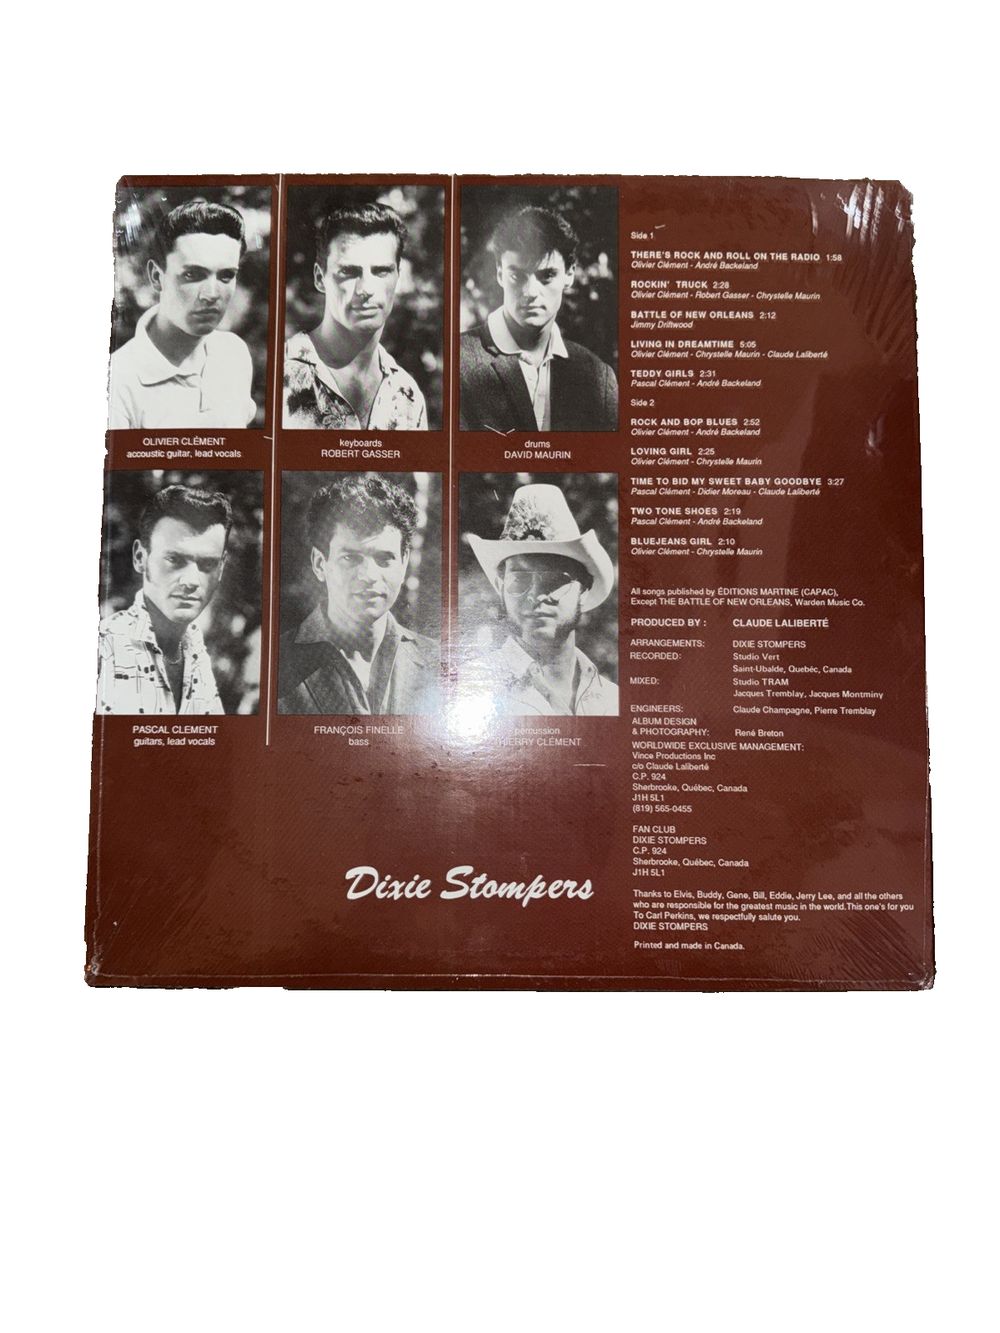 OLIVIER CLÉMENT
accoustic guitar, lead vocals
keyboards
ROBERT GASSER
drums
DAVID MAURIN
PASCAL CLEMENT
guitars, lead vocals
FRANÇOIS FINELLE
bass
percussion
HIERRY CLÉMENT
Dixie Stompers
Side 1
THERE'S ROCK AND ROLL ON THE RADIO 1:58
Olivier Clément - André Backeland
ROCKIN' TRUCK 2:28
Olivier Clément - Robert Gasser - Chrystelle Maurin
BATTLE OF NEW ORLEANS 2:12
Jimmy Driftwood
LIVING IN DREAMTIME 5:05
Olivier Clément - Chrystelle Maurin - Claude Laliberté
TEDDY GIRLS 2:31
Pascal Clément - André Backeland
Side 2
ROCK AND BOP BLUES 2:52
Olivier Clément - André Backeland
LOVING GIRL 2:25
Olivier Clément - Chrystelle Maurin
TIME TO BID MY SWEET BABY GOODBYE 3:27
Pascal Clément - Didier Moreau - Claude Laliberté
TWO TONE SHOES 2:19
Pascal Clément - André Backeland
BLUEJEANS GIRL 2:10
Olivier Clément - Chrystelle Maurin
All songs published by ÉDITIONS MARTINE (CAPAC),
Except THE BATTLE OF NEW ORLEANS, Warden Music Co.
PRODUCED BY : CLAUDE LALIBERTÉ
ARRANGEMENTS: DIXIE STOMPERS
RECORDED: Studio Vert
Saint-Ubalde, Quebéc, Canada
MIXED: Studio TRAM
Jacques Tremblay, Jacques Montminy
ENGINEERS: Claude Champagne, Pierre Tremblay
ALBUM DESIGN
& PHOTOGRAPHY: René Breton
WORLDWIDE EXCLUSIVE MANAGEMENT:
Vince Productions Inc
c/o Claude Laliberté
C.P. 924
Sherbrooke, Québec, Canada
J1H 5L1
(819) 565-0455
FAN CLUB
DIXIE STOMPERS
C.P. 924
Sherbrooke, Québec, Canada
J1H 5L1
Thanks to Elvis, Buddy, Gene, Bill, Eddie, Jerry Lee, and all the others
who are responsible for the greatest music in the world.This one's for you
To Carl Perkins, we respectfully salute you.
DIXIE STOMPERS
Printed and made in Canada.